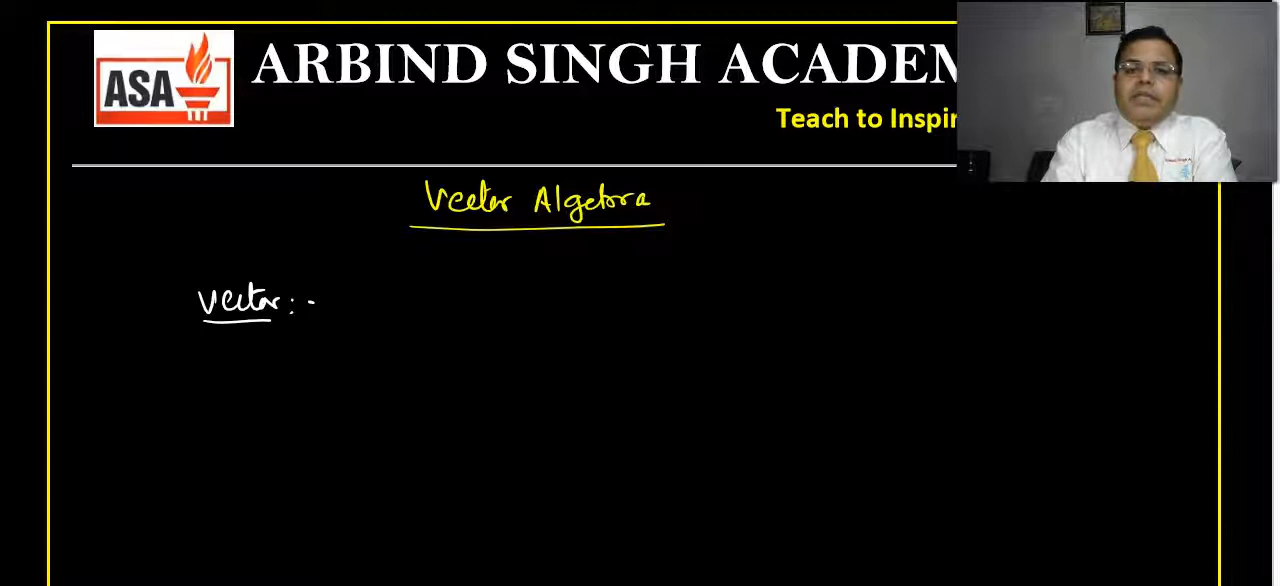 ASA
ARBIND SINGH ACADEM
Teach to Inspir
Vector Algebra
Vector :-